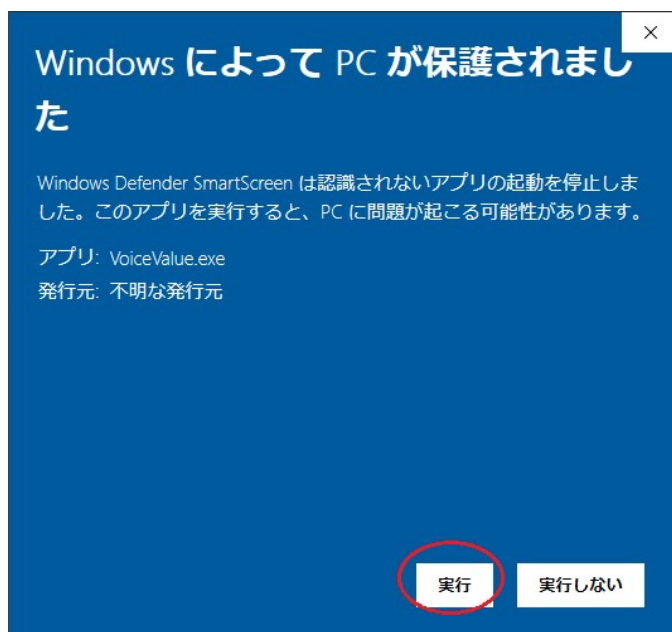 Windows によって PC が保護されまし
た
Windows Defender SmartScreen は認識されないアプリの起動を停止しま
した。このアプリを実行すると、PC に問題が起こる可能性があります。
アプリ: VoiceValue.exe
発行元: 不明な発行元
実行 実行しない